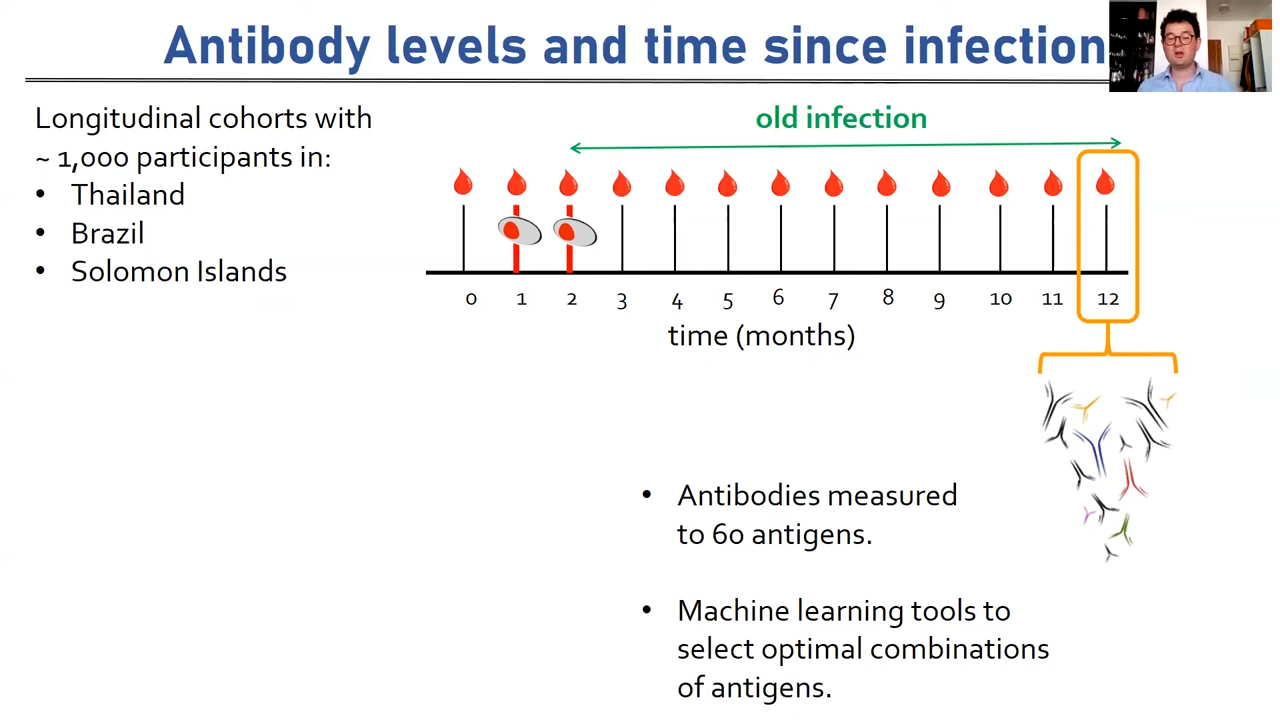 Antibody levels and time since infection
Longitudinal cohorts with
~ 1,000 participants in:
• Thailand
• Brazil
• Solomon Islands
old infection
0 1 2 3 4 5 6 7 8 9 10 11 12
time (months)
• Antibodies measured
to 60 antigens.
• Machine learning tools to
select optimal combinations
of antigens.